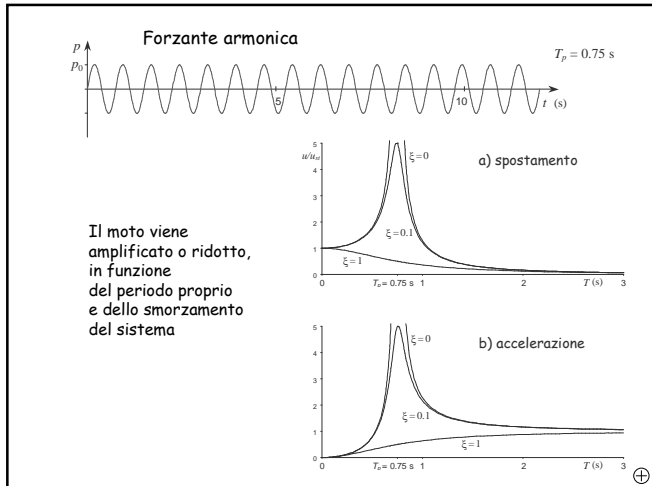 Forzante armonica
p
p0
Tp = 0.75 s
5
10
t (s)
5
u/ust
ξ=0
a) spostamento
4
3
2
ξ=0.1
1
ξ=1
0
0
Tp = 0.75 s
1
2
T (s)
3
Il moto viene
amplificato o ridotto,
in funzione
del periodo proprio
e dello smorzamento
del sistema
5
ξ=0
b) accelerazione
4
3
2
ξ=0.1
1
ξ=1
0
0
Tp = 0.75 s
1
2
T (s)
3